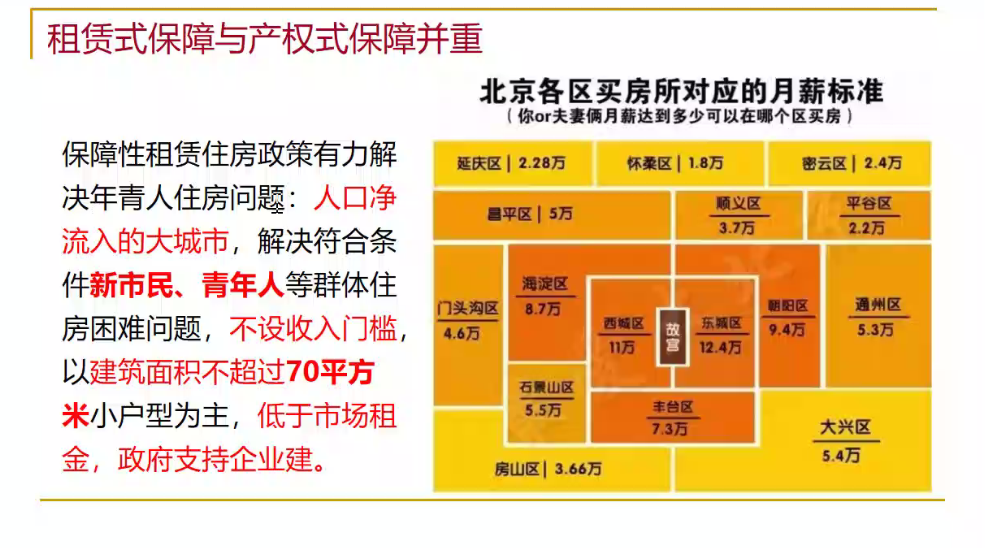 租赁式保障与产权式保障并重
保障性租赁住房政策有力解
决年青人住房问题：人口净
流入的大城市，解决符合条
件新市民、青年人等群体住
房困难问题，不设收入门槛，
以建筑面积不超过70平方
米小户型为主，低于市场租
金，政府支持企业建。
北京各区买房所对应的月薪标准
（你or夫妻俩月薪达到多少可以在哪个区买房）
延庆区 | 2.28万
怀柔区 | 1.8万
密云区 | 2.4万
昌平区 | 5万
顺义区
3.7万
平谷区
2.2万
门头沟区
4.6万
海淀区
8.7万
西城区
11万
故宫
东城区
12.4万
朝阳区
9.4万
通州区
5.3万
石景山区
5.5万
丰台区
7.3万
大兴区
5.4万
房山区 | 3.66万